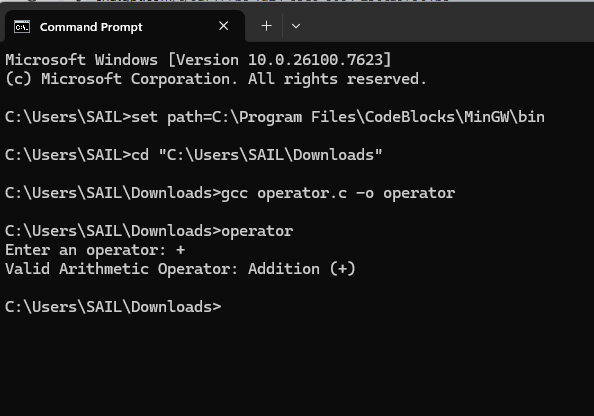 Command Prompt
Microsoft Windows [Version 10.0.26100.7623]
(c) Microsoft Corporation. All rights reserved.
C:\Users\SAIL>set path=C:\Program Files\CodeBlocks\MinGW\bin
C:\Users\SAIL>cd "C:\Users\SAIL\Downloads"
C:\Users\SAIL\Downloads>gcc operator.c -o operator
C:\Users\SAIL\Downloads>operator
Enter an operator: +
Valid Arithmetic Operator: Addition (+)
C:\Users\SAIL\Downloads>